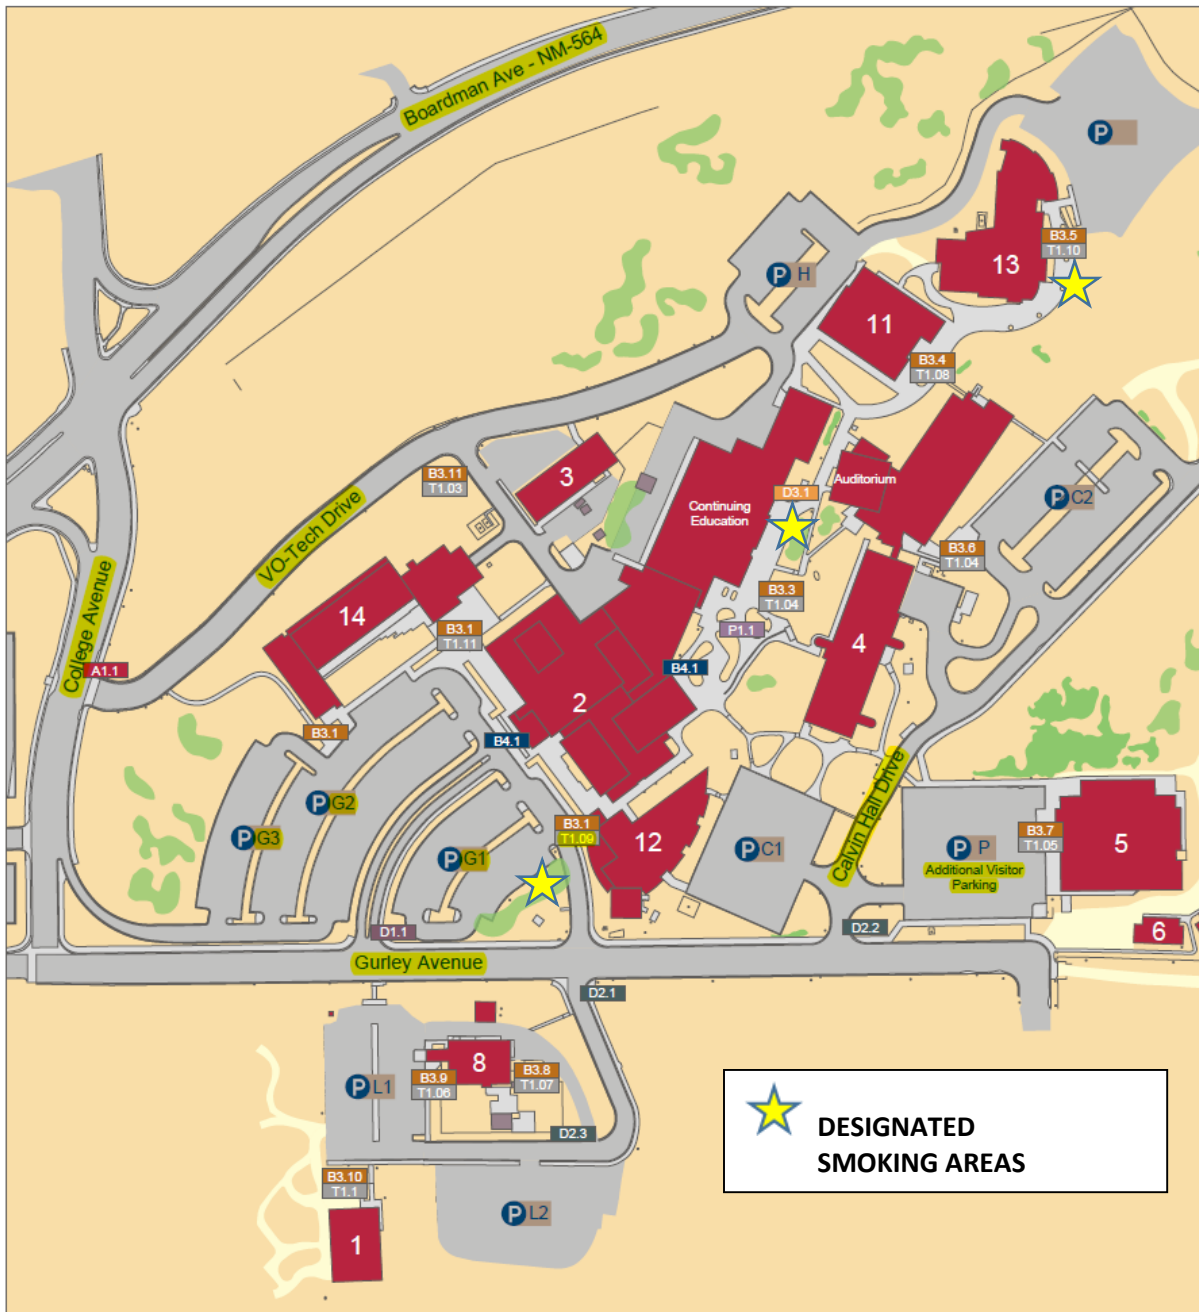 Boardman Ave - NM-564
P
B3.5
T1.10
13
P H
11
B3.4
T1.08
B3.11
T1.03
3
Auditorium
D3.1
Continuing
Education
P C2
VO-Tech Drive
B3.6
T1.04
College Avenue
14
B3.3
T1.04
B3.1
T1.11
P1.1
4
A1.1
B4.1
2
B3.1
B4.1
Calvin Hall Drive
P G2
P G3
B3.1
T1.09
12
P G1
P C1
P P
Additional Visitor
Parking
B3.7
T1.05
5
D1.1
D2.2
6
Gurley Avenue
D2.1
8
B3.9
T1.06
B3.8
T1.07
P L1
D2.3
B3.10
T1.1
P L2
1
DESIGNATED
SMOKING AREAS